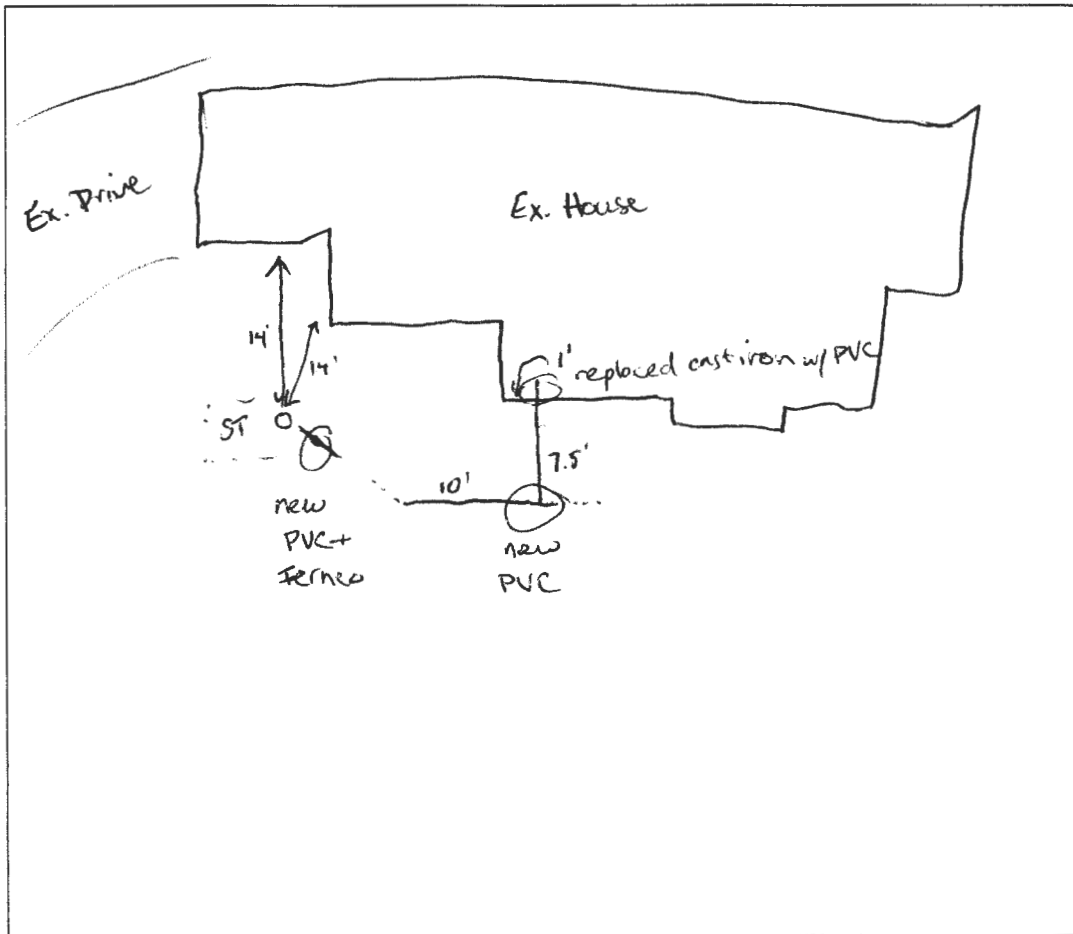 Ex. Drive
Ex. House
14'
14'
1'
replaced cast iron w/ PVC
ST
7.5'
10'
new
PVC+
Fernco
new
PVC